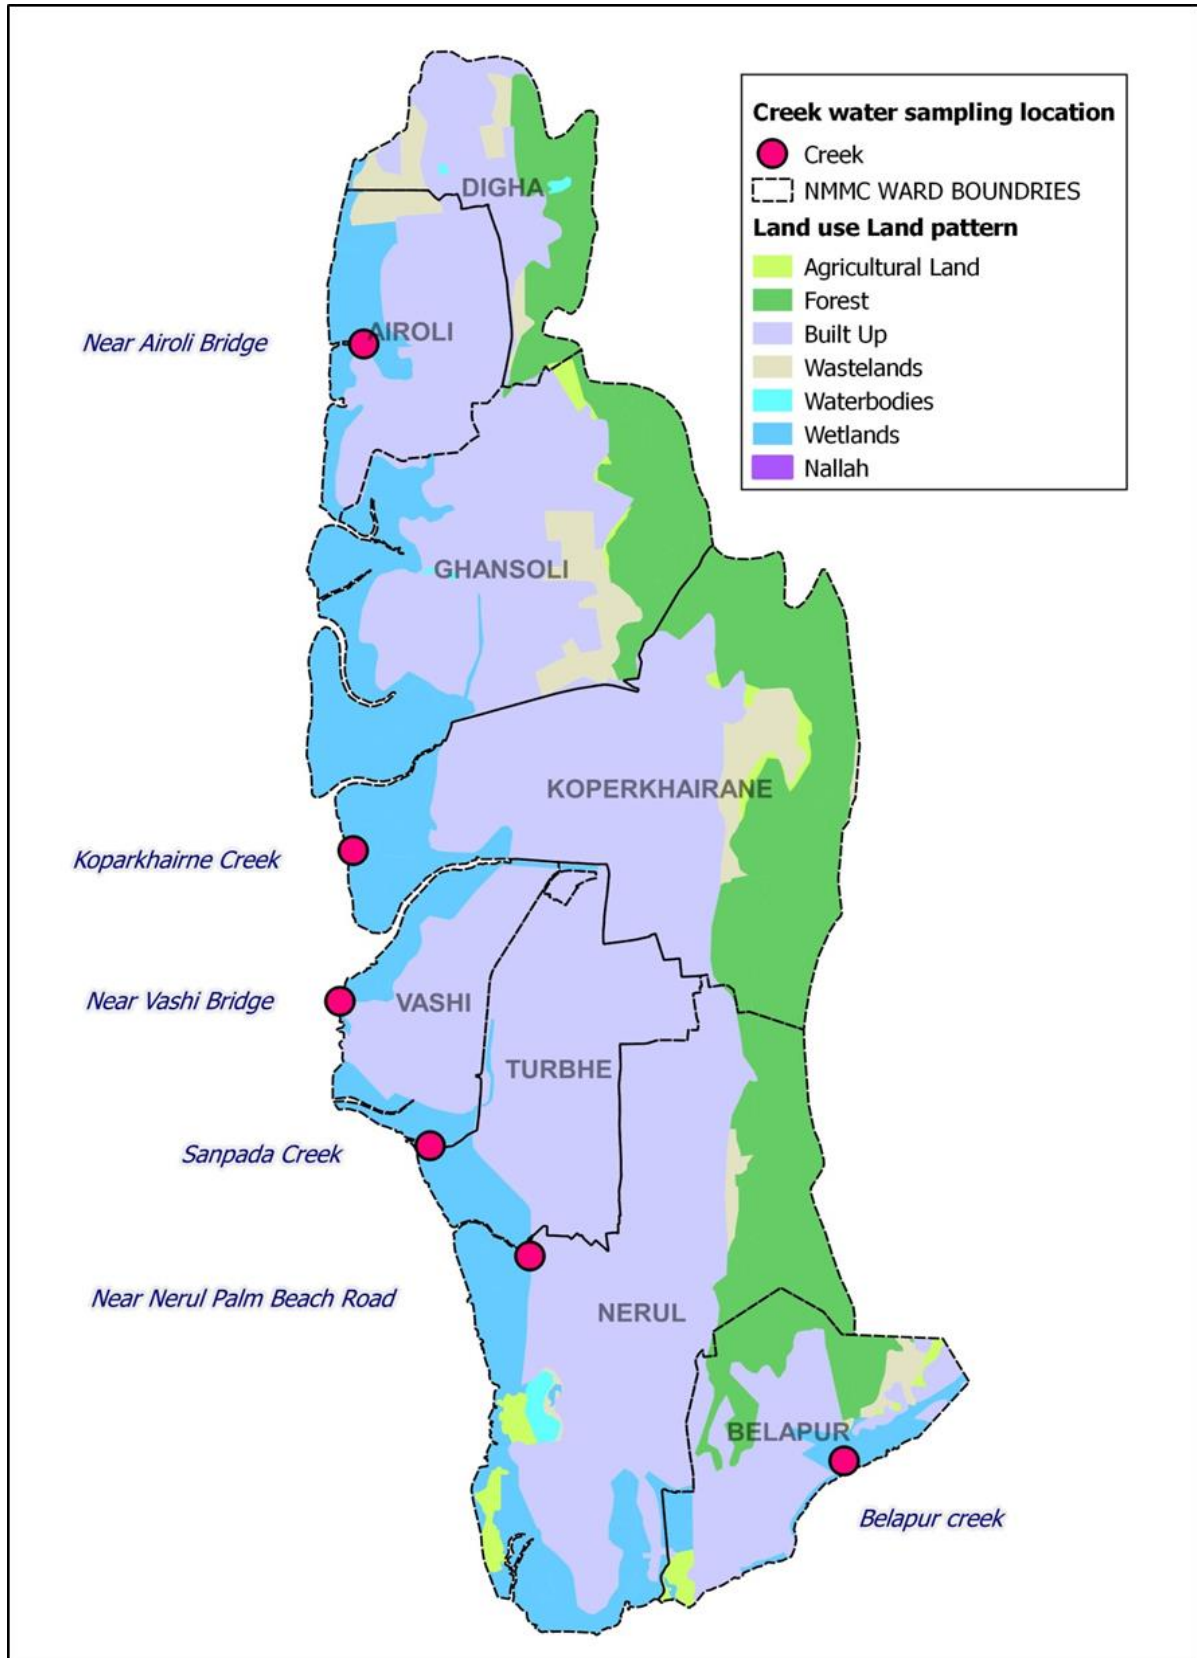 Creek water sampling location
Creek
NMMC WARD BOUNDRIES
Land use Land pattern
Agricultural Land
Forest
Built Up
Wastelands
Waterbodies
Wetlands
Nallah
DIGHA
AIROLI
Near Airoli Bridge
GHANSOLI
KOPERKHAIRANE
Koparkhairne Creek
Near Vashi Bridge
VASHI
TURBHE
Sanpada Creek
Near Nerul Palm Beach Road
NERUL
BELAPUR
Belapur creek